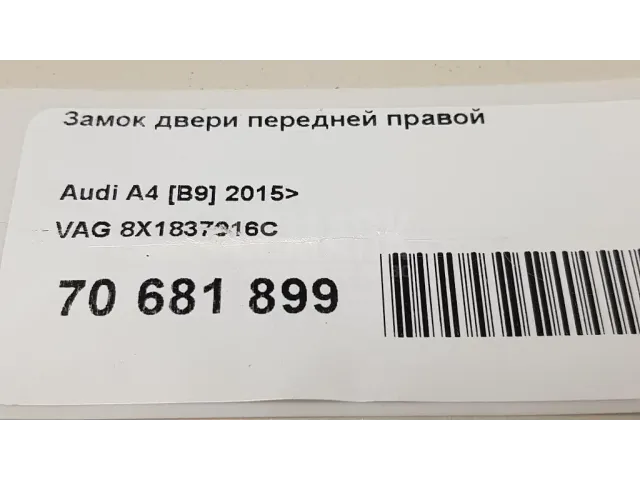 Замок двери передней правой
Audi A4 [B9] 2015>
VAG 8X1837016C
70 681 899